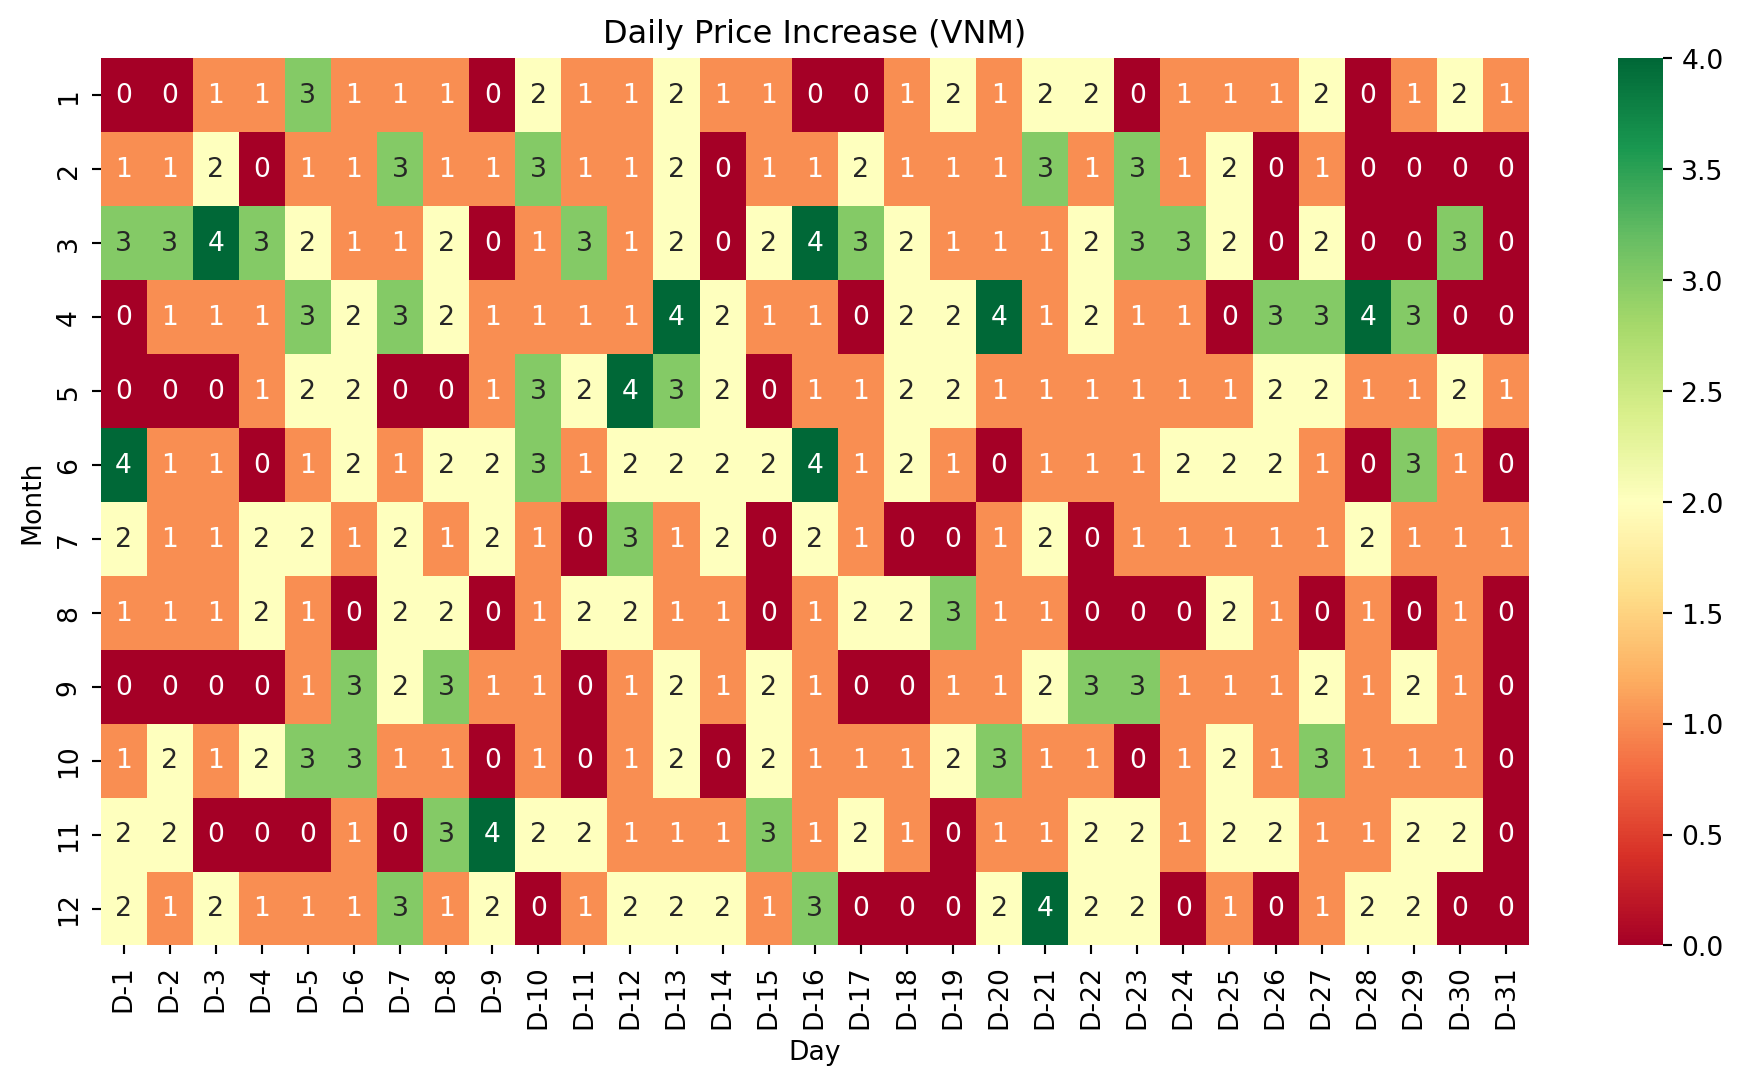 Daily Price Increase (VNM)
1 0 0 1 1 3 1 1 1 0 2 1 1 2 1 1 0 0 1 2 1 2 2 0 1 1 1 2 0 1 2 1
2 1 1 2 0 1 1 3 1 1 3 1 1 2 0 1 1 2 1 1 1 3 1 3 1 2 0 1 0 0 0 0
3 3 3 4 3 2 1 1 2 0 1 3 1 2 0 2 4 3 2 1 1 1 2 3 3 2 0 2 0 0 3 0
4 0 1 1 1 3 2 3 2 1 1 1 1 4 2 1 1 0 2 2 4 1 2 1 1 0 3 3 4 3 0 0
5 0 0 0 1 2 2 0 0 1 3 2 4 3 2 0 1 1 2 2 1 1 1 1 1 1 2 2 1 1 2 1
6 4 1 1 0 1 2 1 2 2 3 1 2 2 2 2 4 1 2 1 0 1 1 1 2 2 2 1 0 3 1 0
7 2 1 1 2 2 1 2 1 2 1 0 3 1 2 0 2 1 0 0 1 2 0 1 1 1 1 1 2 1 1 1
8 1 1 1 2 1 0 2 2 0 1 2 2 1 1 0 1 2 2 3 1 1 0 0 0 2 1 0 1 0 1 0
9 0 0 0 0 1 3 2 3 1 1 0 1 2 1 2 1 0 0 1 1 2 3 3 1 1 1 2 1 2 1 0
10 1 2 1 2 3 3 1 1 0 1 0 1 2 0 2 1 1 1 2 3 1 1 0 1 2 1 3 1 1 1 0
11 2 2 0 0 0 1 0 3 4 2 2 1 1 1 3 1 2 1 0 1 1 2 2 1 2 2 1 1 2 2 0
12 2 1 2 1 1 1 3 1 2 0 1 2 2 2 1 3 0 0 0 2 4 2 2 0 1 0 1 2 2 0 0
Month
D-1 D-2 D-3 D-4 D-5 D-6 D-7 D-8 D-9 D-10 D-11 D-12 D-13 D-14 D-15 D-16 D-17 D-18 D-19 D-20 D-21 D-22 D-23 D-24 D-25 D-26 D-27 D-28 D-29 D-30 D-31
Day
4.0
3.5
3.0
2.5
2.0
1.5
1.0
0.5
0.0